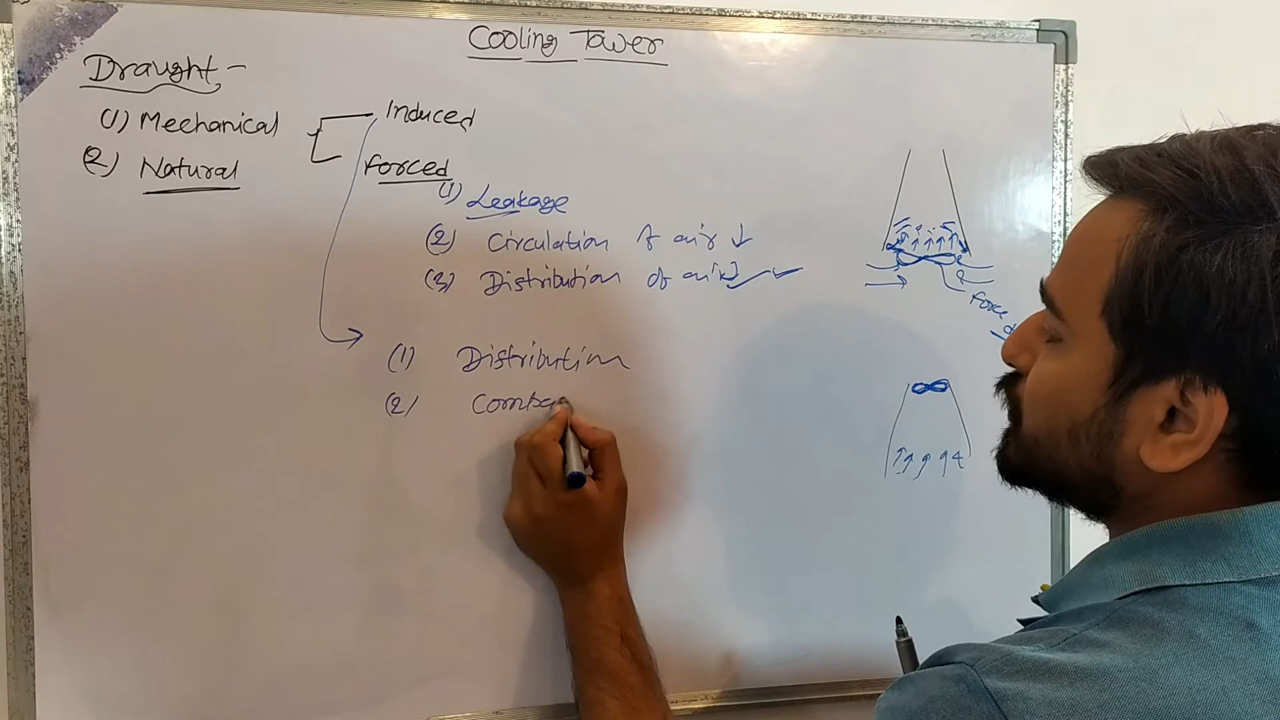 Cooling Tower
Draught -
(1) Mechanical
(2) Natural
Induced
Forced
(1) Leakage
(2) Circulation of air ↓
(3) Distribution of air ↓
(1) Distribution
(2)
Force